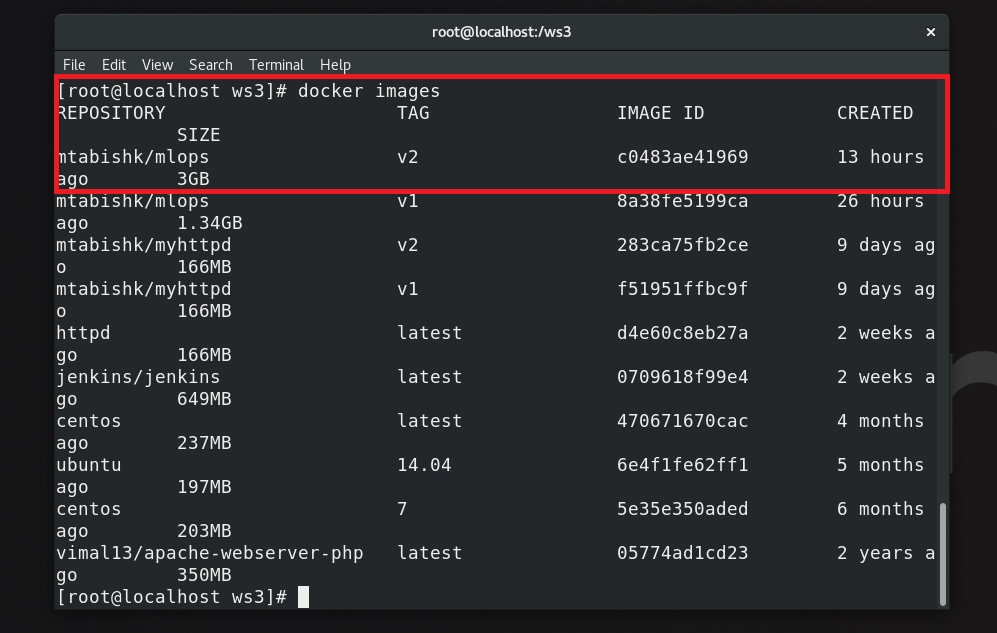 root@localhost:/ws3 ×
File Edit View Search Terminal Help
[root@localhost ws3]# docker images
REPOSITORY TAG IMAGE ID CREATED
SIZE
mtabishk/mlops v2 c0483ae41969 13 hours
ago 3GB
mtabishk/mlops v1 8a38fe5199ca 26 hours
ago 1.34GB
mtabishk/myhttpd v2 283ca75fb2ce 9 days ag
o 166MB
mtabishk/myhttpd v1 f51951ffbc9f 9 days ag
o 166MB
httpd latest d4e60c8eb27a 2 weeks a
go 166MB
jenkins/jenkins latest 0709618f99e4 2 weeks a
go 649MB
centos latest 470671670cac 4 months
ago 237MB
ubuntu 14.04 6e4f1fe62ff1 5 months
ago 197MB
centos 7 5e35e350aded 6 months
ago 203MB
vimal13/apache-webserver-php latest 05774ad1cd23 2 years a
go 350MB
[root@localhost ws3]#